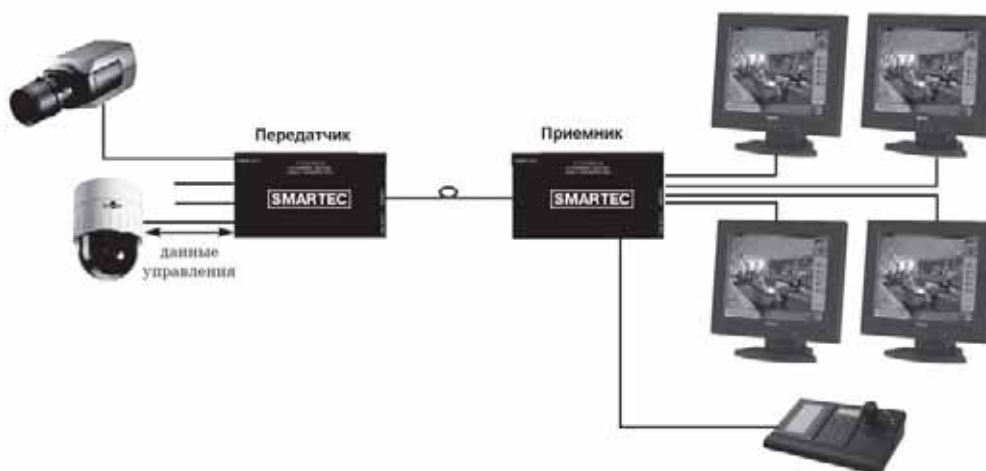 Передатчик
Приемник
SMARTEC
SMARTEC
данные
управления